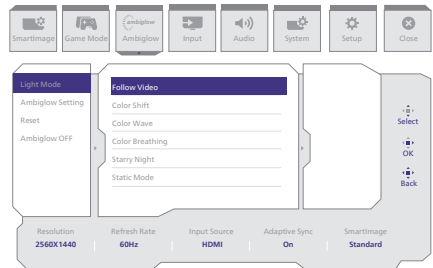 SmartImage Game Mode ambiglow Ambiglow Input Audio System Setup Close
Light Mode
Ambiglow Setting
Reset
Ambiglow OFF
Follow Video
Color Shift
Color Wave
Color Breathing
Starry Night
Static Mode
Select
OK
Back
Resolution Refresh Rate Input Source Adaptive Sync SmartImage
2560X1440 60Hz HDMI On Standard